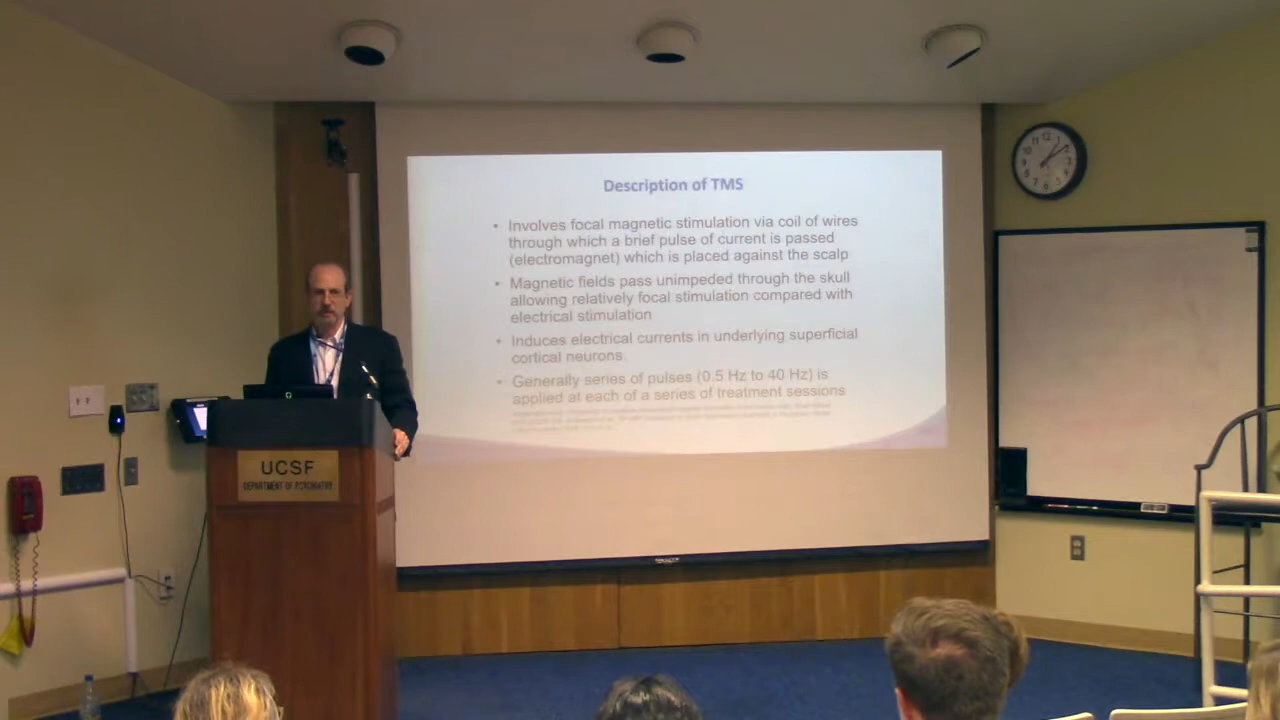 Description of TMS
• Involves focal magnetic stimulation via coil of wires
through which a brief pulse of current is passed
(electromagnet) which is placed against the scalp
• Magnetic fields pass unimpeded through the skull
allowing relatively focal stimulation compared with
electrical stimulation
• Induces electrical currents in underlying superficial
cortical neurons.
• Generally series of pulses (0.5 Hz to 40 Hz) is
applied at each of a series of treatment sessions
UCSF
DEPARTMENT OF PSYCHIATRY